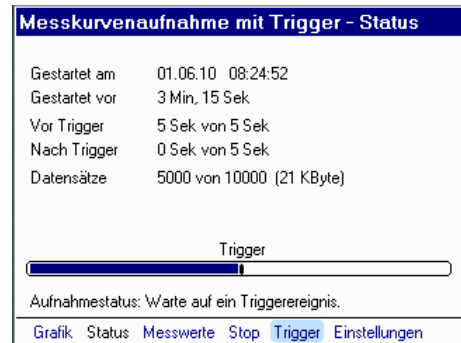 Messkurvenaufnahme mit Trigger - Status
Gestartet am 01.06.10 08:24:52
Gestartet vor 3 Min, 15 Sek
Vor Trigger 5 Sek von 5 Sek
Nach Trigger 0 Sek von 5 Sek
Datensätze 5000 von 10000 (21 KByte)
Trigger
Aufnahmestatus: Warte auf ein Triggerereignis.
Grafik Status Messwerte Stop Trigger Einstellungen